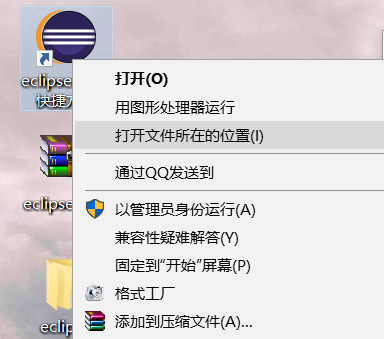 eclipse
快捷
打开(O)
用图形处理器运行
打开文件所在的位置(I)
通过QQ发送到
eclipse
以管理员身份运行(A)
兼容性疑难解答(Y)
固定到"开始"屏幕(P)
格式工厂
添加到压缩文件(A)...
eclip